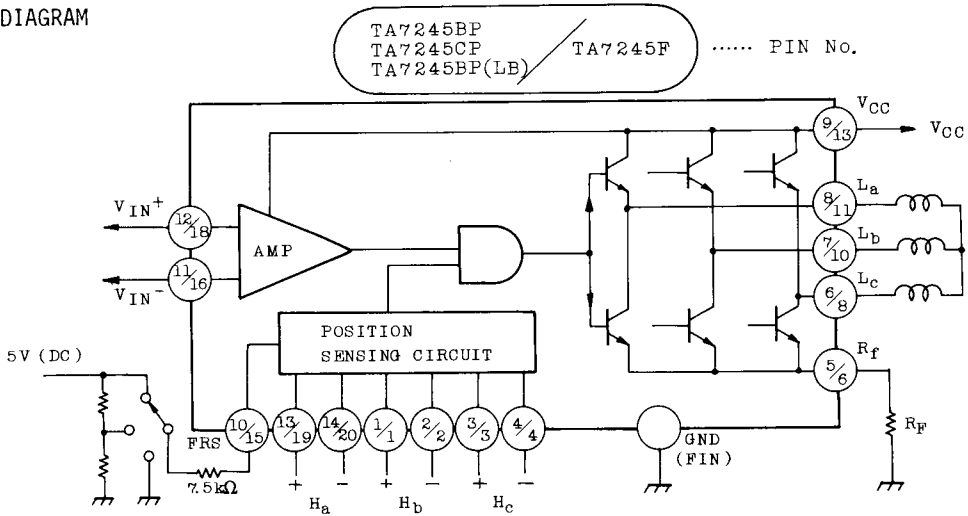 DIAGRAM
TA7245BP
TA7245CP
TA7245BP(LB)
TA7245F
...... PIN No.
VCC
9/13
VCC
La
8/11
Lb
7/10
Lc
6/8
Rf
5/6
RF
VIN+
12/18
AMP
11/16
VIN-
POSITION
SENSING CIRCUIT
5V (DC)
FRS
10/15
13/19
14/20
1/1
2/2
3/3
4/4
GND
(FIN)
7.5kΩ
+ − + − + −
Ha Hb Hc